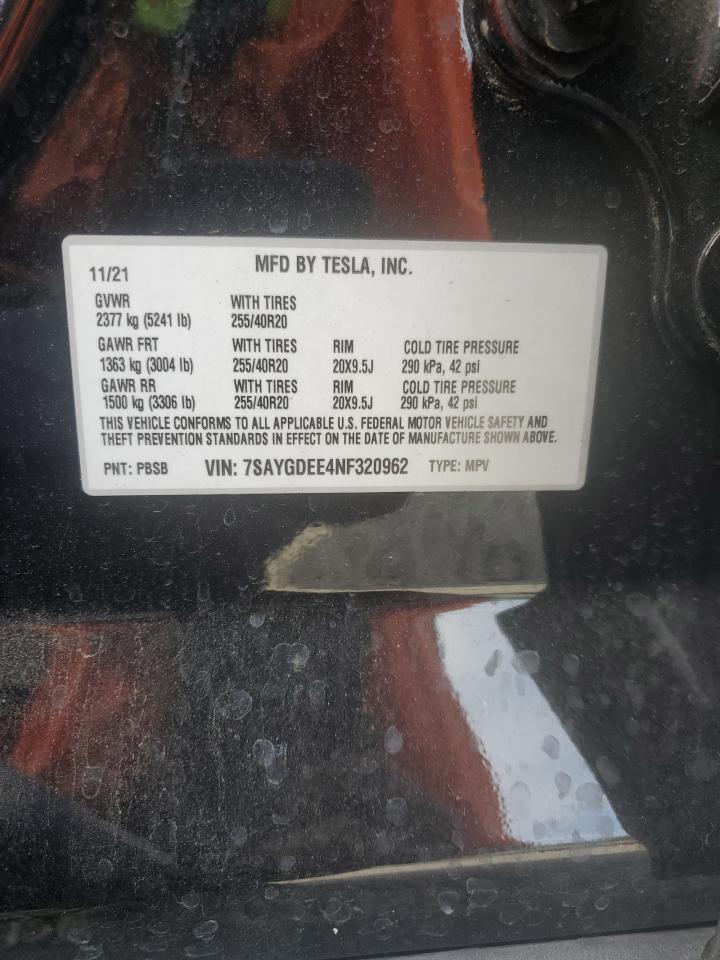 MFD BY TESLA, INC.
11/21
GVWR WITH TIRES
2377 kg (5241 lb) 255/40R20
GAWR FRT WITH TIRES RIM COLD TIRE PRESSURE
1363 kg (3004 lb) 255/40R20 20X9.5J 290 kPa, 42 psi
GAWR RR WITH TIRES RIM COLD TIRE PRESSURE
1500 kg (3306 lb) 255/40R20 20X9.5J 290 kPa, 42 psi
THIS VEHICLE CONFORMS TO ALL APPLICABLE U.S. FEDERAL MOTOR VEHICLE SAFETY AND
THEFT PREVENTION STANDARDS IN EFFECT ON THE DATE OF MANUFACTURE SHOWN ABOVE.
PNT: PBSB VIN: 7SAYGDEE4NF320962 TYPE: MPV